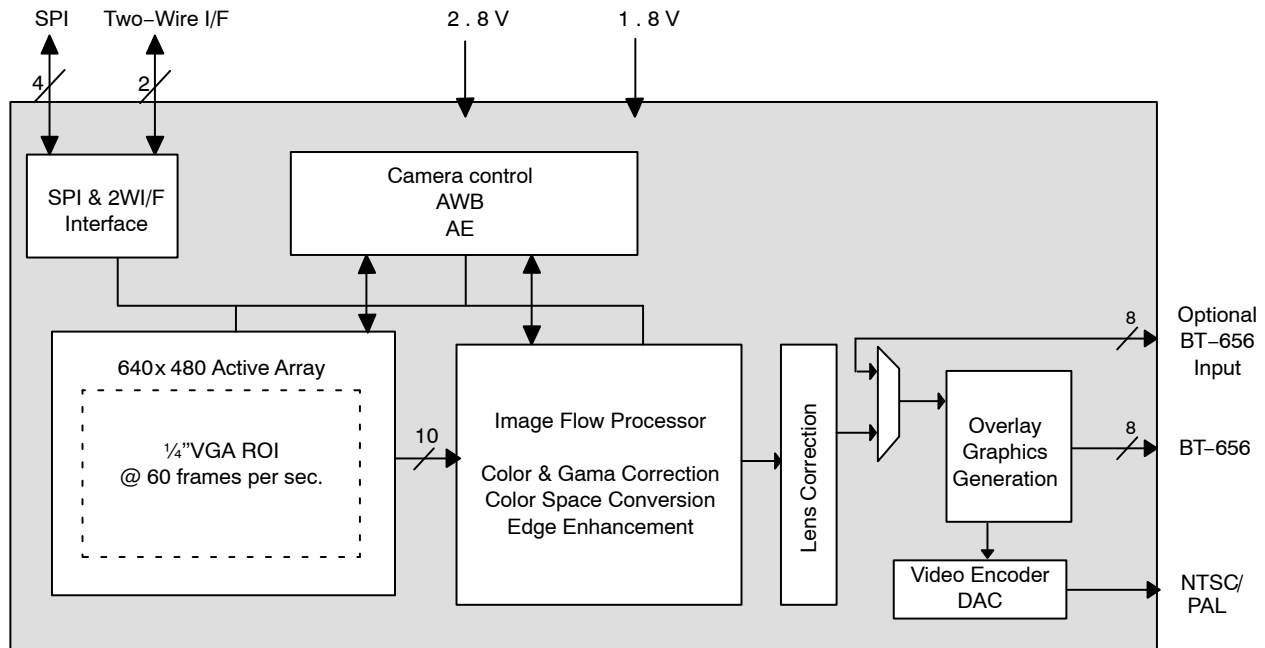 SPI
Two−Wire I/F
2 . 8 V
1 . 8 V
4
2
SPI & 2WI/F
Interface
Camera control
AWB
AE
640x 480 Active Array
¼”VGA ROI
@ 60 frames per sec.
10
Image Flow Processor
Color & Gama Correction
Color Space Conversion
Edge Enhancement
Lens Correction
8
Optional
BT−656
Input
Overlay
Graphics
Generation
8
BT−656
Video Encoder
DAC
NTSC/
PAL